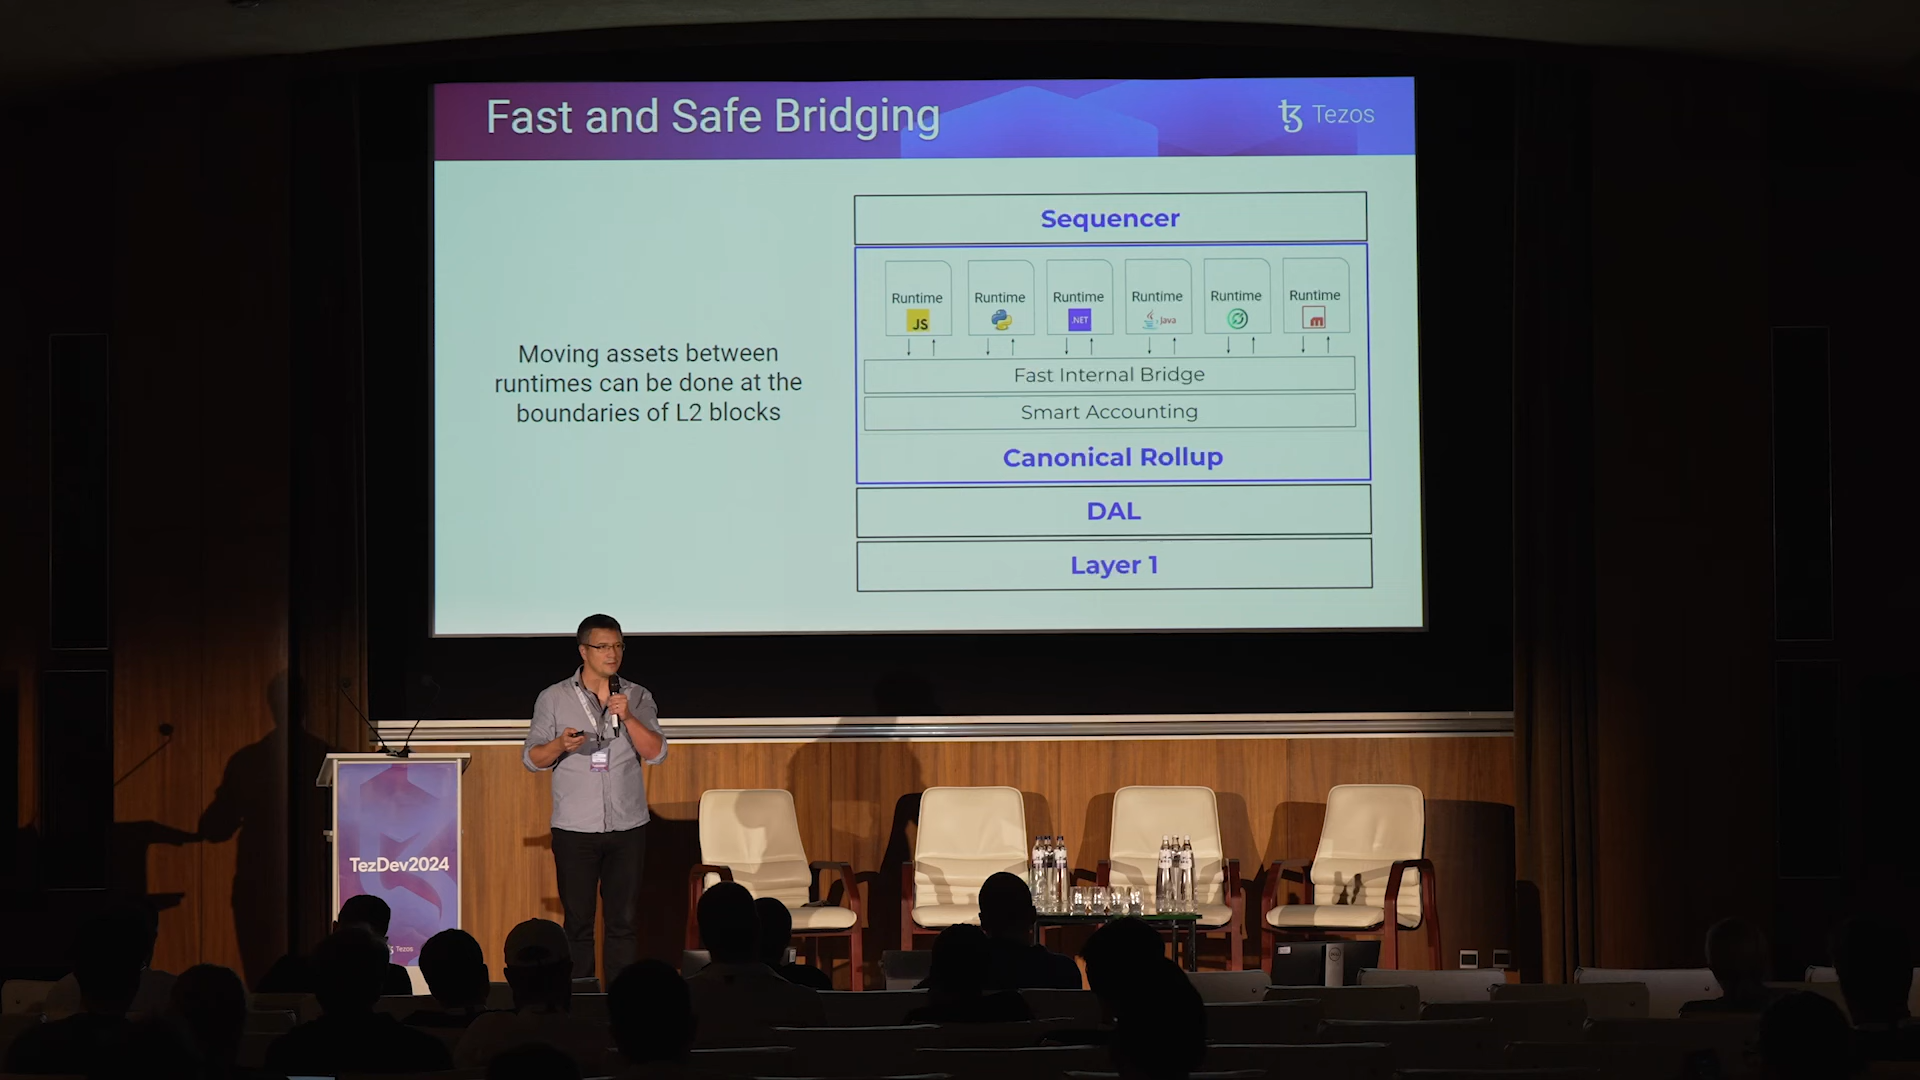 Fast and Safe Bridging
Tezos
Moving assets between
runtimes can be done at the
boundaries of L2 blocks
Sequencer
Runtime Runtime Runtime Runtime Runtime Runtime
JS .NET Java m
Fast Internal Bridge
Smart Accounting
Canonical Rollup
DAL
Layer 1
TezDev2024
Tezos